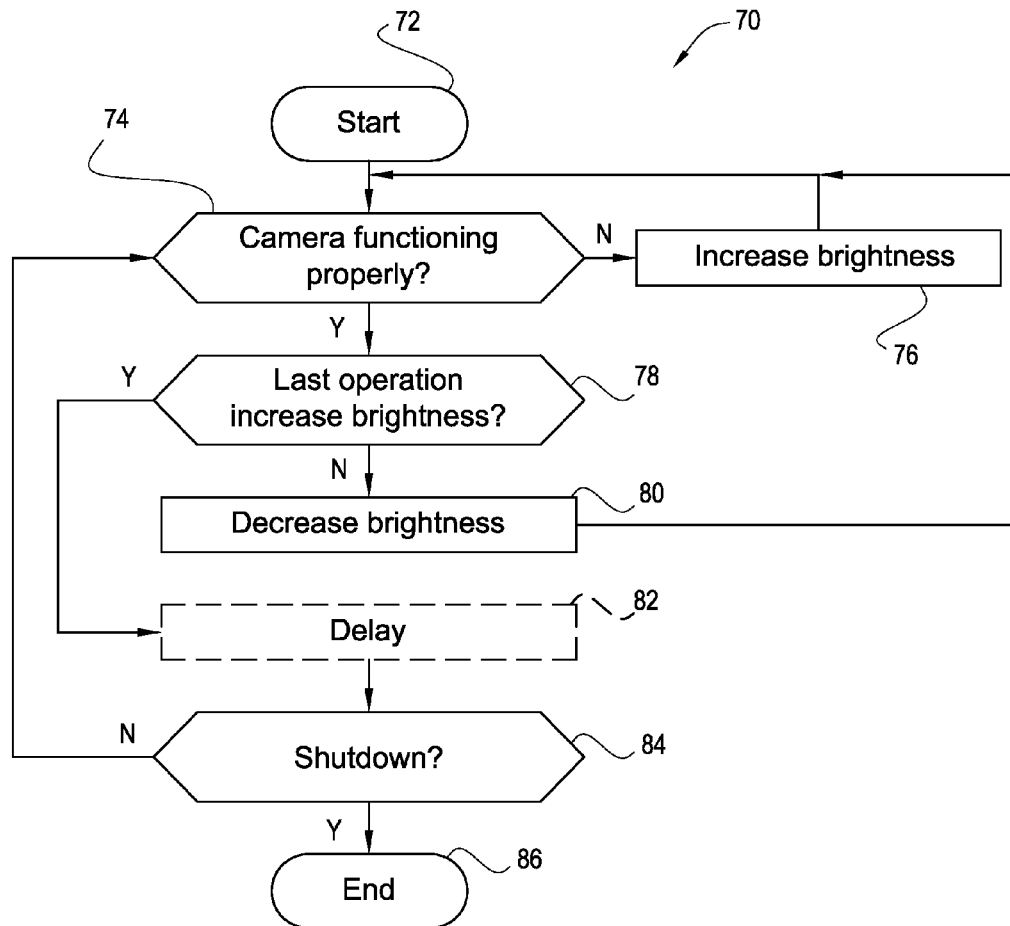 72
70
Start
74
Camera functioning
properly?
N
Increase brightness
76
Y
Last operation
increase brightness?
78
Y
N
Decrease brightness
80
Delay
82
Shutdown?
84
N
Y
End
86